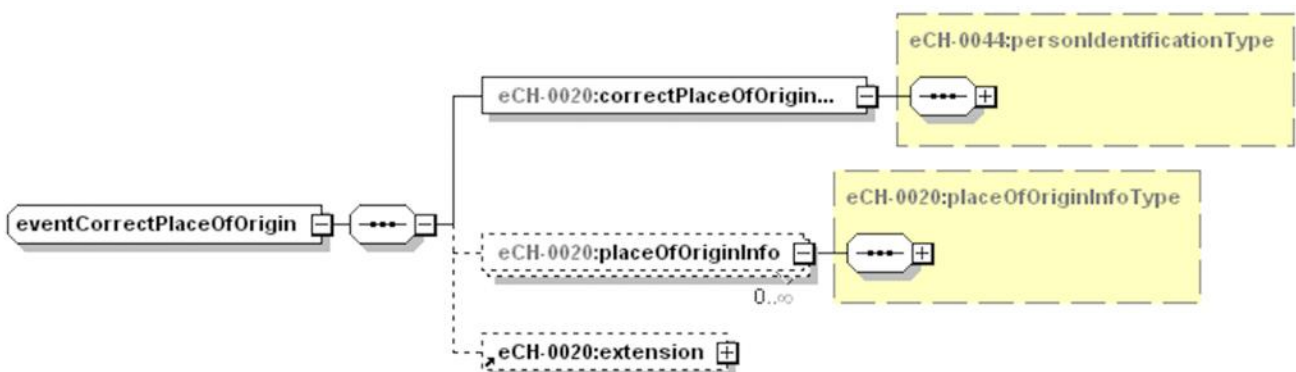 eCH-0044:personIdentificationType
eCH-0020:correctPlaceOfOrigin...
eCH-0020:placeOfOriginInfoType
eventCorrectPlaceOfOrigin
eCH-0020:placeOfOriginInfo
0..∞
eCH-0020:extension